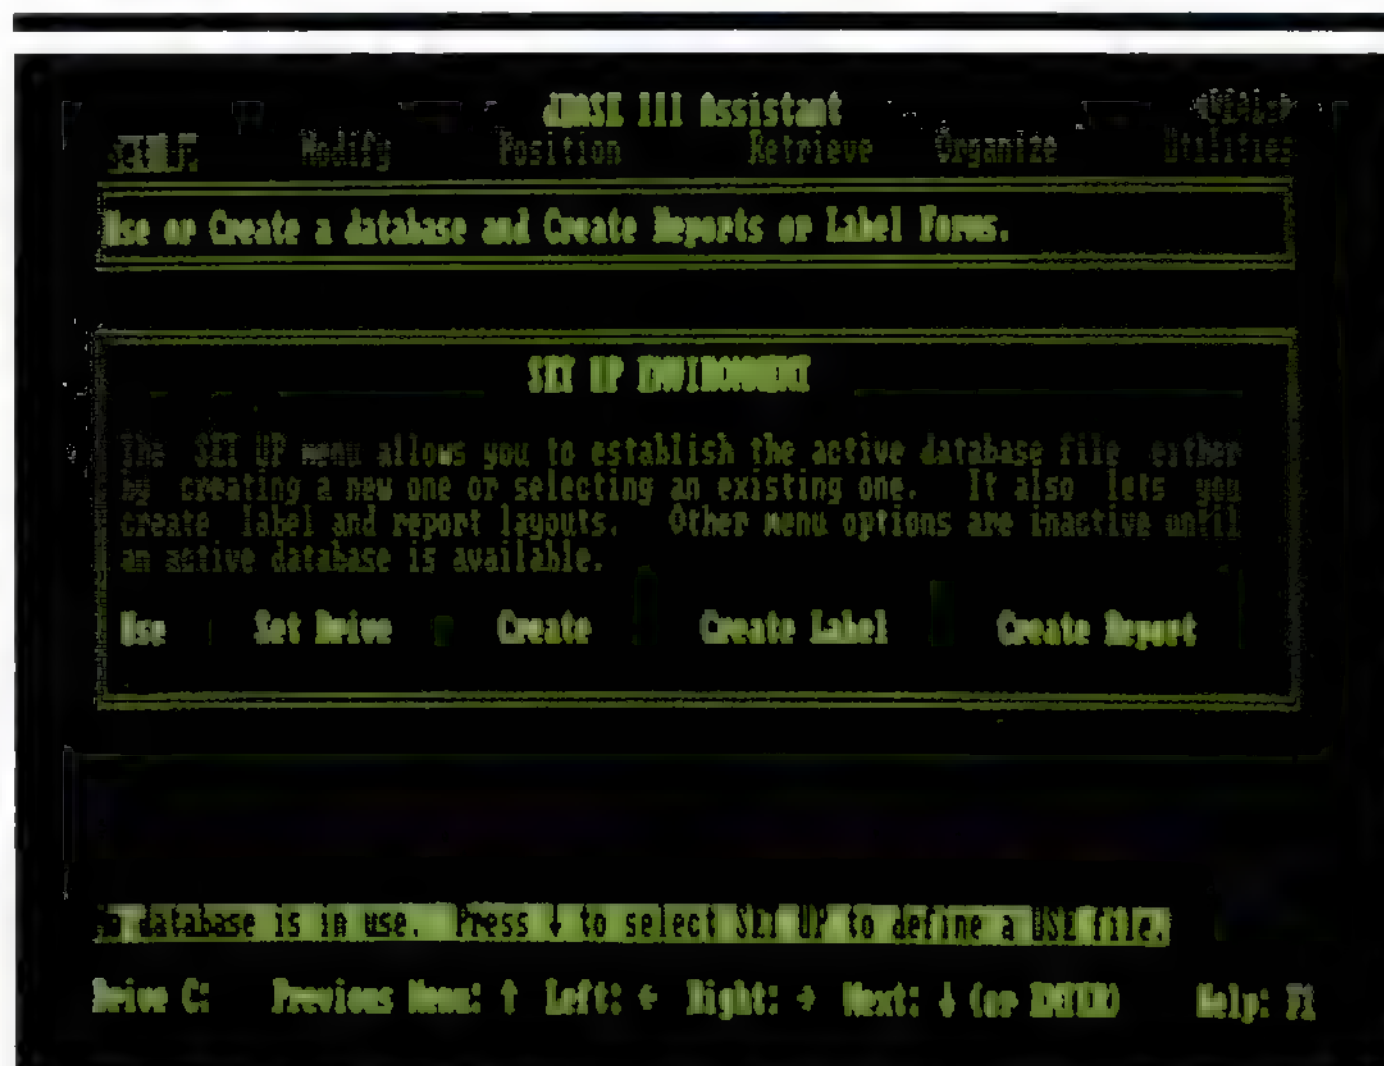 dBASE III Assistant
Set UP Modify Position Retrieve Organize Utilities
Use or Create a database and Create Reports or Label Forms.
SET UP ENVIRONMENT
The SET UP menu allows you to establish the active database file either
by creating a new one or selecting an existing one. It also lets you
create label and report layouts. Other menu options are inactive until
an active database is available.
Use Set Drive Create Create Label Create Report
No database is in use. Press ↓ to select SET UP to define a USE file.
Drive C: Previous Menu: ↑ Left: ← Right: → Next: ↓ (or ENTER) Help: F1